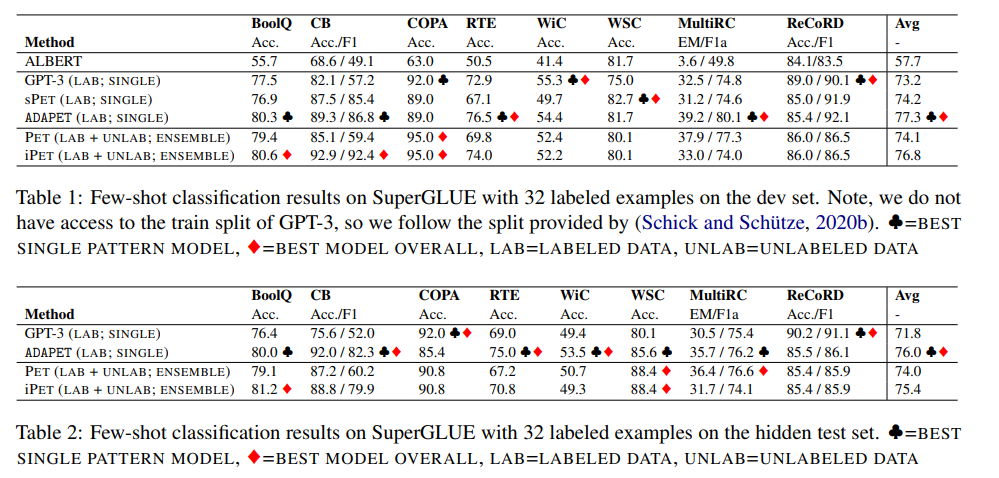 BoolQ CB COPA RTE WiC WSC MultiRC ReCoRD Avg
Method Acc. Acc./F1 Acc. Acc. Acc. Acc. EM/F1a Acc./F1 -
ALBERT 55.7 68.6 / 49.1 63.0 50.5 41.4 81.7 3.6 / 49.8 84.1/83.5 57.7
GPT-3 (LAB; SINGLE) 77.5 82.1 / 57.2 92.0 ♣ 72.9 55.3 ♣♦ 75.0 32.5 / 74.8 89.0 / 90.1 ♣♦ 73.2
sPET (LAB; SINGLE) 76.9 87.5 / 85.4 89.0 67.1 49.7 82.7 ♣♦ 31.2 / 74.6 85.0 / 91.9 74.2
ADAPET (LAB; SINGLE) 80.3 ♣ 89.3 / 86.8 ♣ 89.0 76.5 ♣♦ 54.4 81.7 39.2 / 80.1 ♣♦ 85.4 / 92.1 77.3 ♣♦
PET (LAB + UNLAB; ENSEMBLE) 79.4 85.1 / 59.4 95.0 ♦ 69.8 52.4 80.1 37.9 / 77.3 86.0 / 86.5 74.1
iPET (LAB + UNLAB; ENSEMBLE) 80.6 ♦ 92.9 / 92.4 ♦ 95.0 ♦ 74.0 52.2 80.1 33.0 / 74.0 86.0 / 86.5 76.8
Table 1: Few-shot classification results on SuperGLUE with 32 labeled examples on the dev set. Note, we do not
have access to the train split of GPT-3, so we follow the split provided by (Schick and Schütze, 2020b). ♣=BEST
SINGLE PATTERN MODEL, ♦=BEST MODEL OVERALL, LAB=LABELED DATA, UNLAB=UNLABELED DATA
BoolQ CB COPA RTE WiC WSC MultiRC ReCoRD Avg
Method Acc. Acc./F1 Acc. Acc. Acc. Acc. EM/F1a Acc./F1 -
GPT-3 (LAB; SINGLE) 76.4 75.6 / 52.0 92.0 ♣♦ 69.0 49.4 80.1 30.5 / 75.4 90.2 / 91.1 ♣♦ 71.8
ADAPET (LAB; SINGLE) 80.0 ♣ 92.0 / 82.3 ♣♦ 85.4 75.0 ♣♦ 53.5 ♣♦ 85.6 ♣ 35.7 / 76.2 ♣ 85.5 / 86.1 76.0 ♣♦
PET (LAB + UNLAB; ENSEMBLE) 79.1 87.2 / 60.2 90.8 67.2 50.7 88.4 ♦ 36.4 / 76.6 ♦ 85.4 / 85.9 74.0
iPET (LAB + UNLAB; ENSEMBLE) 81.2 ♦ 88.8 / 79.9 90.8 70.8 49.3 88.4 ♦ 31.7 / 74.1 85.4 / 85.9 75.4
Table 2: Few-shot classification results on SuperGLUE with 32 labeled examples on the hidden test set. ♣=BEST
SINGLE PATTERN MODEL, ♦=BEST MODEL OVERALL, LAB=LABELED DATA, UNLAB=UNLABELED DATA